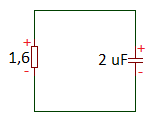 + +
1,6 2 uF
- -